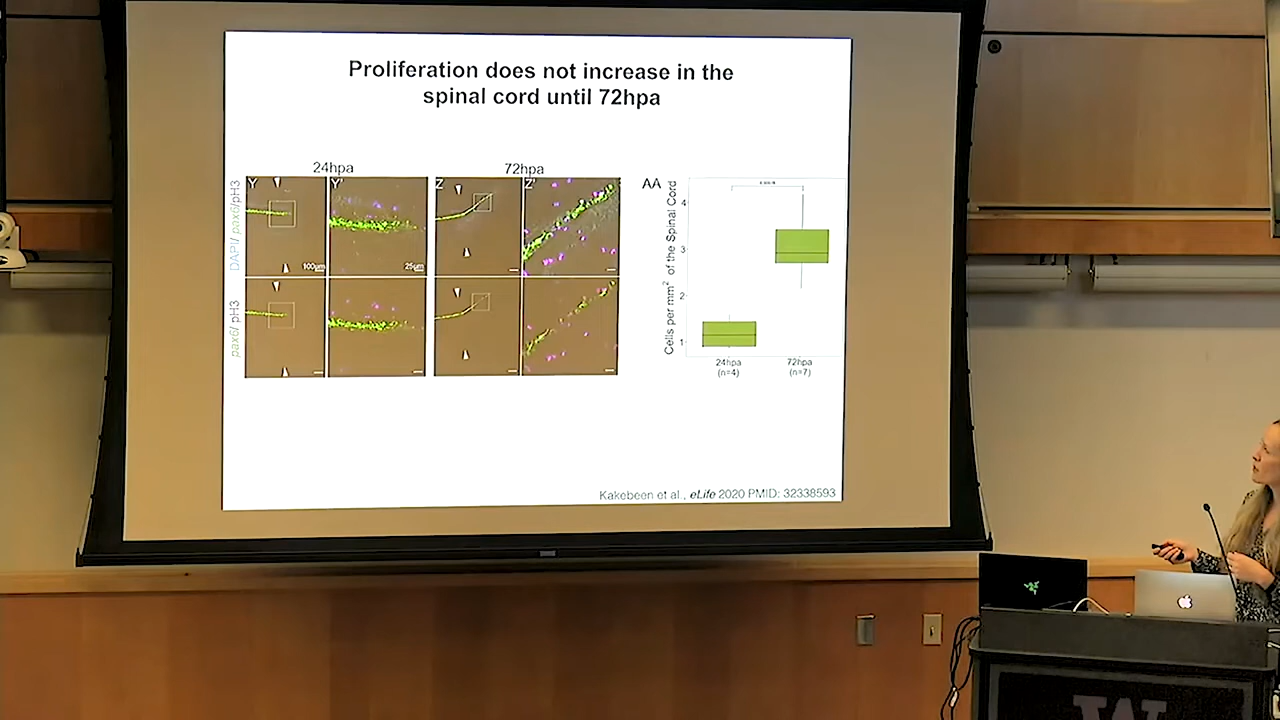 Proliferation does not increase in the
spinal cord until 72hpa
24hpa
72hpa
DAPI/ pax6/pH3
pax6/ pH3
Y
Y'
Z
Z'
100µm
25µm
AA
Cells per mm² of the Spinal Cord
4
3
2
1
24hpa
(n=4)
72hpa
(n=7)
Kakebeen et al., eLife 2020 PMID: 32338593
W